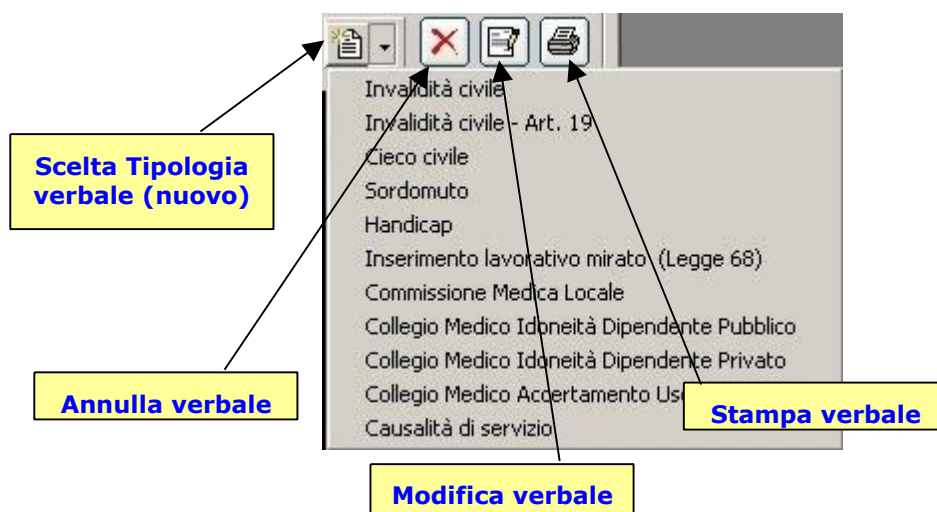 Invalidità civile
Invalidità civile - Art. 19
Cieco civile
Sordomuto
Handicap
Inserimento lavorativo mirato (Legge 68)
Commissione Medica Locale
Collegio Medico Idoneità Dipendente Pubblico
Collegio Medico Idoneità Dipendente Privato
Collegio Medico Accertamento
Causalità di servizio
Scelta Tipologia
verbale (nuovo)
Annulla verbale
Stampa verbale
Modifica verbale